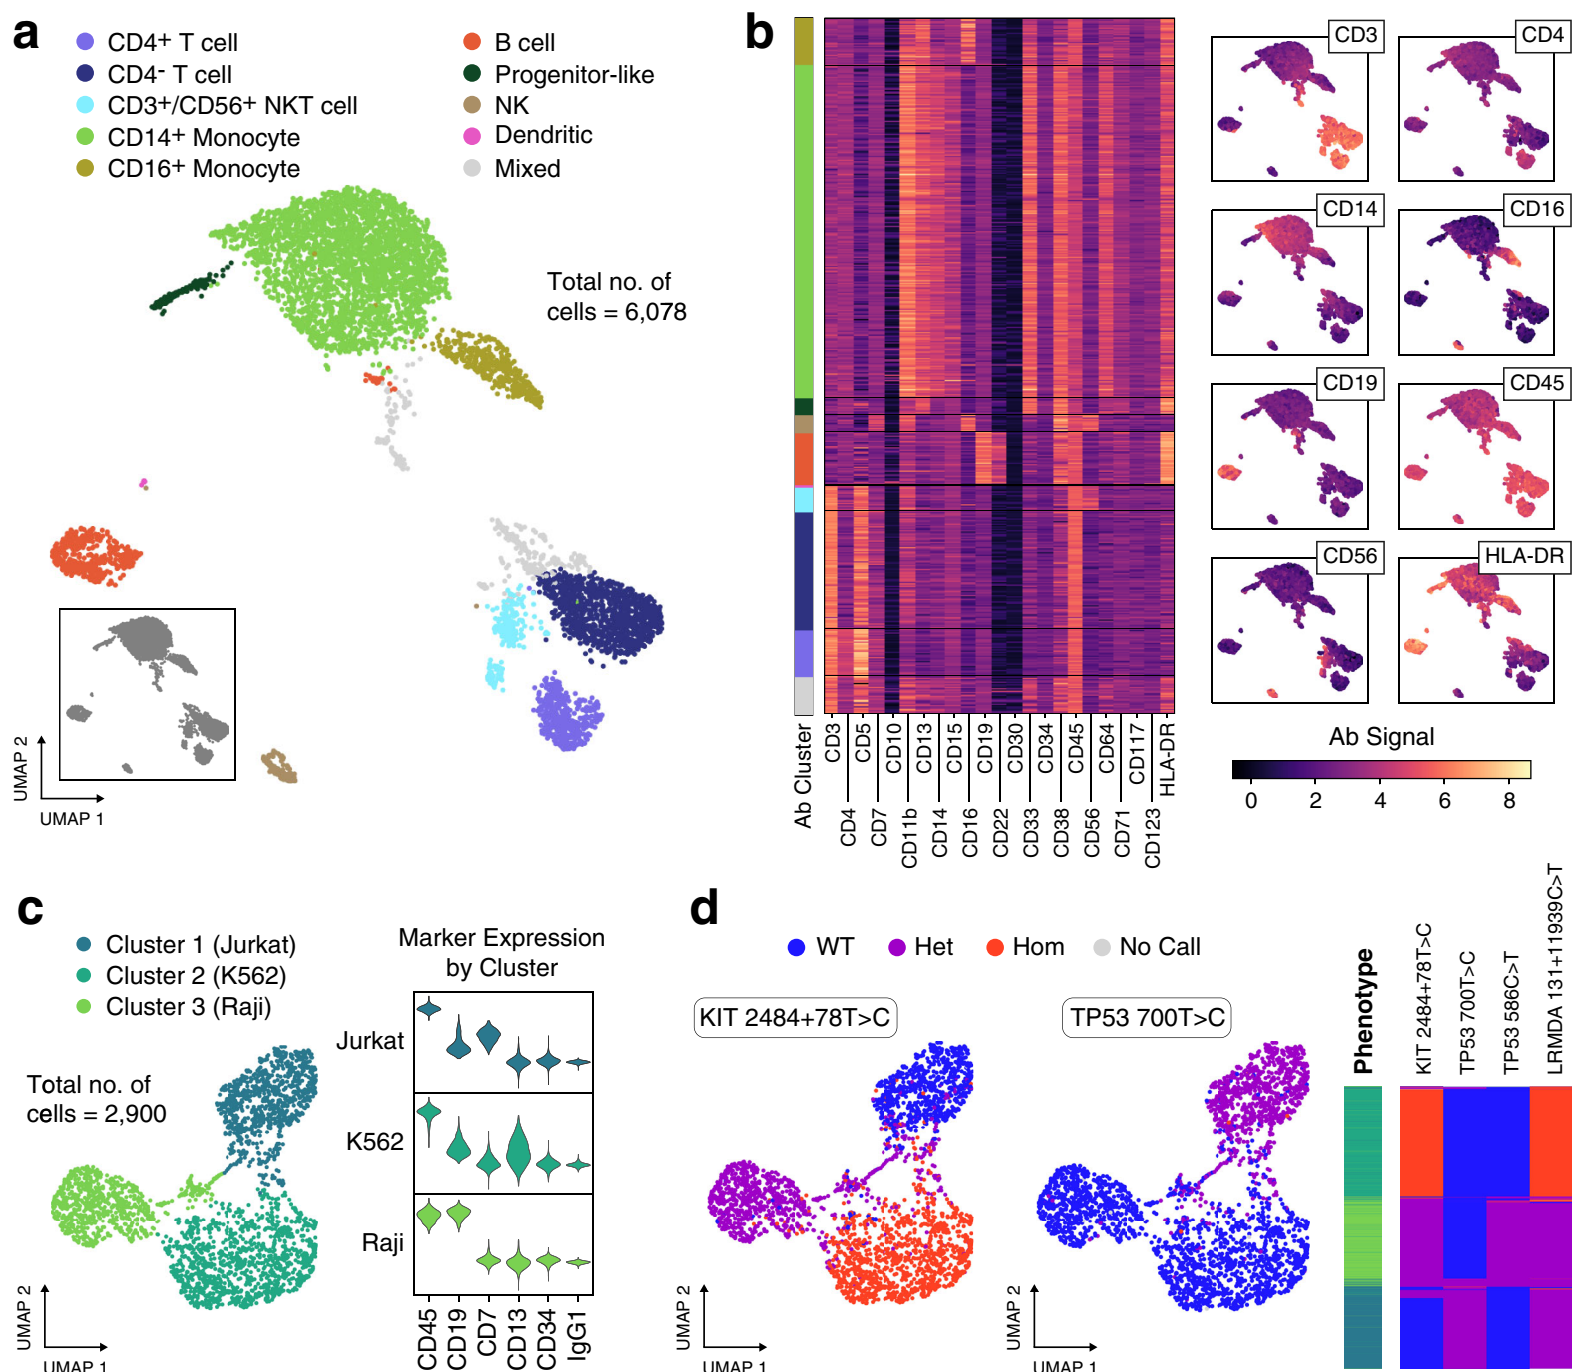 a
CD4+ T cell
CD4- T cell
CD3+/CD56+ NKT cell
CD14+ Monocyte
CD16+ Monocyte
B cell
Progenitor-like
NK
Dendritic
Mixed
Total no. of
cells = 6,078
UMAP 2
UMAP 1
b
Ab Cluster
CD3
CD4
CD5
CD7
CD10
CD11b
CD13
CD14
CD15
CD16
CD19
CD22
CD30
CD33
CD34
CD38
CD45
CD56
CD64
CD71
CD117
CD123
HLA-DR
CD3
CD4
CD14
CD16
CD19
CD45
CD56
HLA-DR
Ab Signal
0 2 4 6 8
c
Cluster 1 (Jurkat)
Cluster 2 (K562)
Cluster 3 (Raji)
Total no. of
cells = 2,900
UMAP 2
UMAP 1
Marker Expression
by Cluster
Jurkat
K562
Raji
CD45
CD19
CD7
CD13
CD34
IgG1
d
WT
Het
Hom
No Call
KIT 2484+78T>C
UMAP 2
UMAP 1
TP53 700T>C
UMAP 2
UMAP 1
Phenotype
KIT 2484+78T>C
TP53 700T>C
TP53 586C>T
LRMDA 131+11939C>T